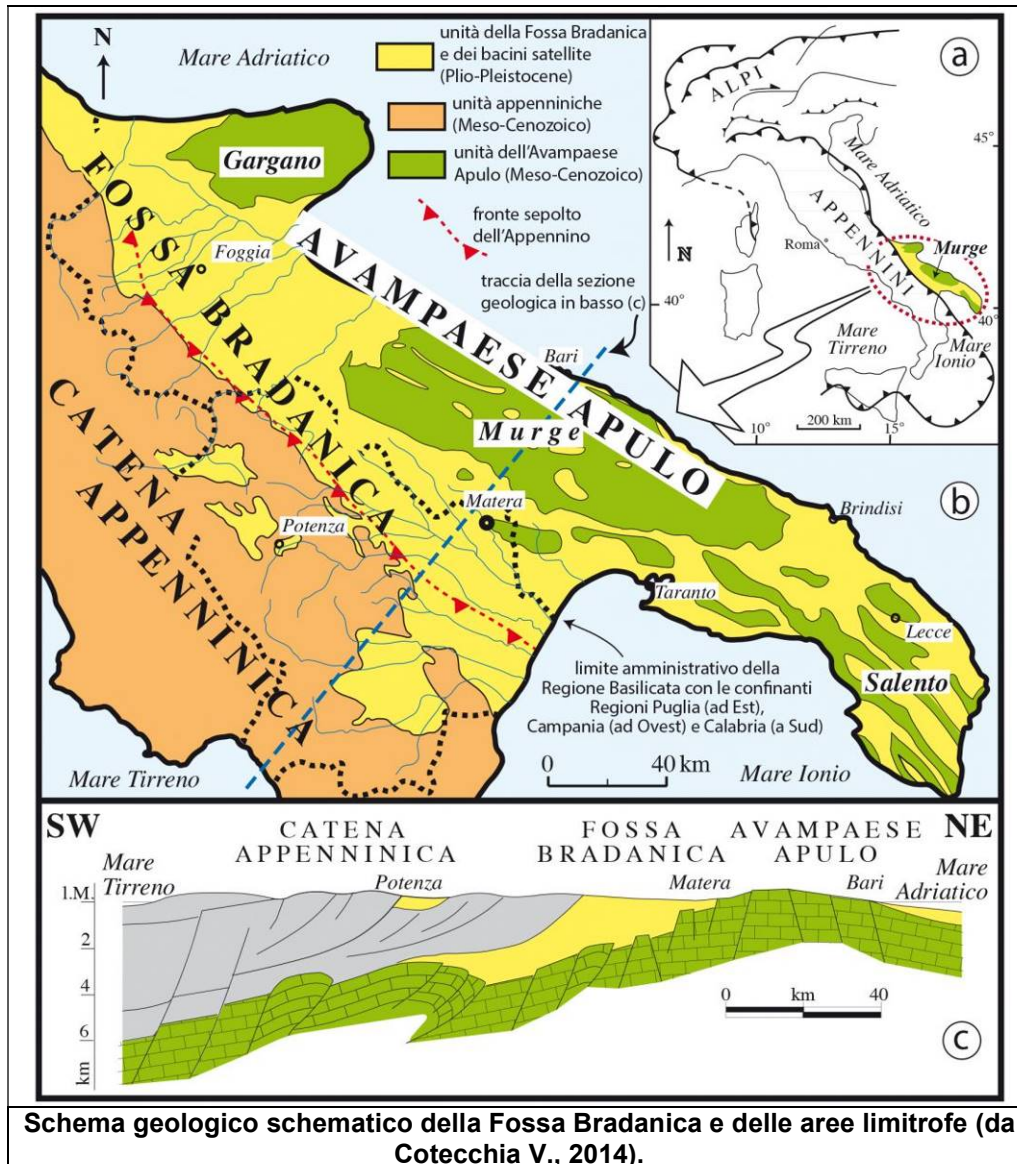 N
Mare Adriatico
unità della Fossa Bradanica
e dei bacini satellite
(Plio-Pleistocene)
unità appenniniche
(Meso-Cenozoico)
unità dell'Avampaese
Apulo (Meso-Cenozoico)
fronte sepolto
dell'Appennino
traccia della sezione
geologica in basso (c)
a
ALPI
45°
Mare Adriatico
APPENNINI
N
Roma
Murge
40°
40°
Mare
Tirreno
Mare
Ionio
10°
200 km
15°
Gargano
FOSSA BRADANICA
Foggia
AVAMPAESE APULO
Bari
Murge
CATENA
APPENNINICA
Potenza
Matera
b
Brindisi
Taranto
Lecce
Salento
limite amministrativo della
Regione Basilicata con le confinanti
Regioni Puglia (ad Est),
Campania (ad Ovest) e Calabria (a Sud)
0 40 km
Mare Tirreno
Mare Ionio
SW
CATENA
APPENNINICA
FOSSA
BRADANICA
AVAMPAESE
APULO
NE
Mare
Tirreno
Potenza
Matera
Bari
Mare
Adriatico
l.M.
2
4
6
km
0 km 40
c
Schema geologico schematico della Fossa Bradanica e delle aree limitrofe (da
Cotecchia V., 2014).